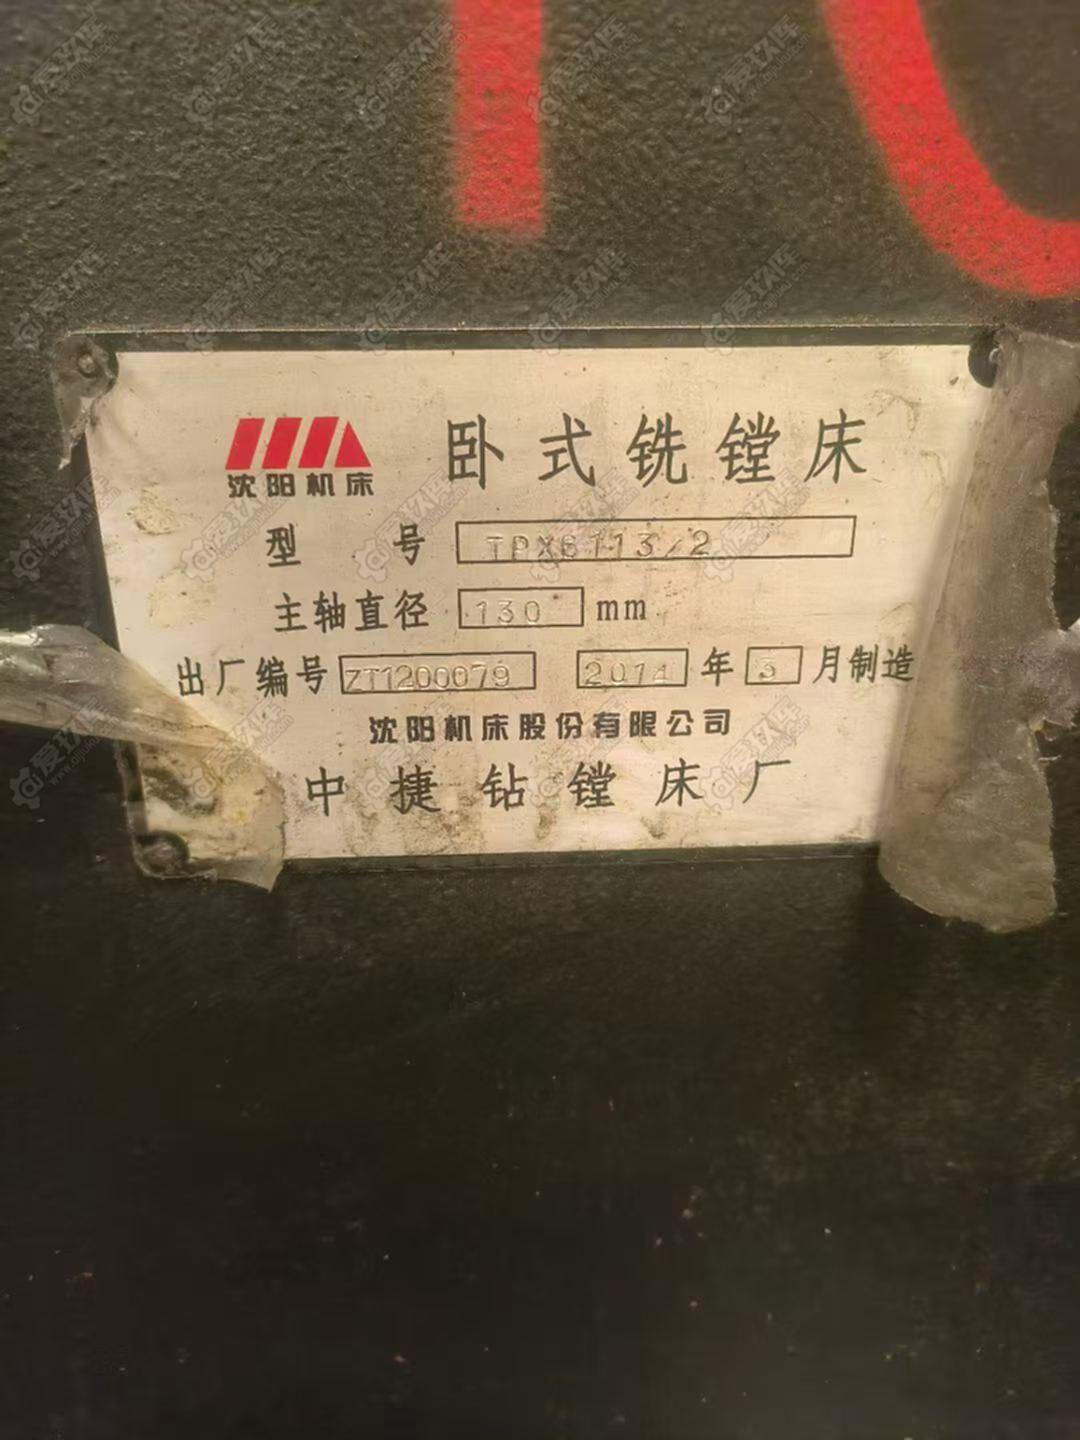 沈阳机床
卧式铣镗床
型 号 TPX6113/2
主轴直径 130 mm
出厂编号 ZT1200079 2014 年 3 月制造
沈阳机床股份有限公司
中捷钻镗床厂